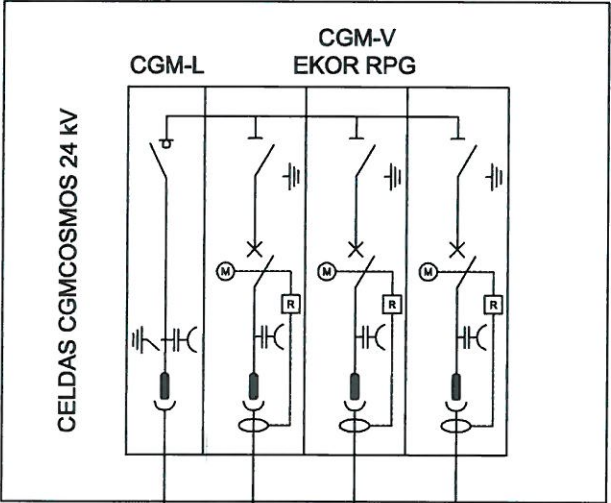 CGM-V
CGM-L
EKOR RPG
CELDAS CGMCOSMOS 24 kV
M
M
M
R
R
R